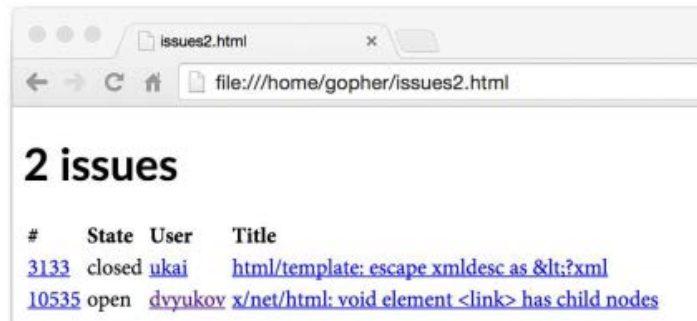 issues2.html
file:///home/gopher/issues2.html
2 issues
# State User Title
3133 closed ukai html/template: escape xmldesc as &lt;?xml
10535 open dvyukov x/net/html: void element <link> has child nodes